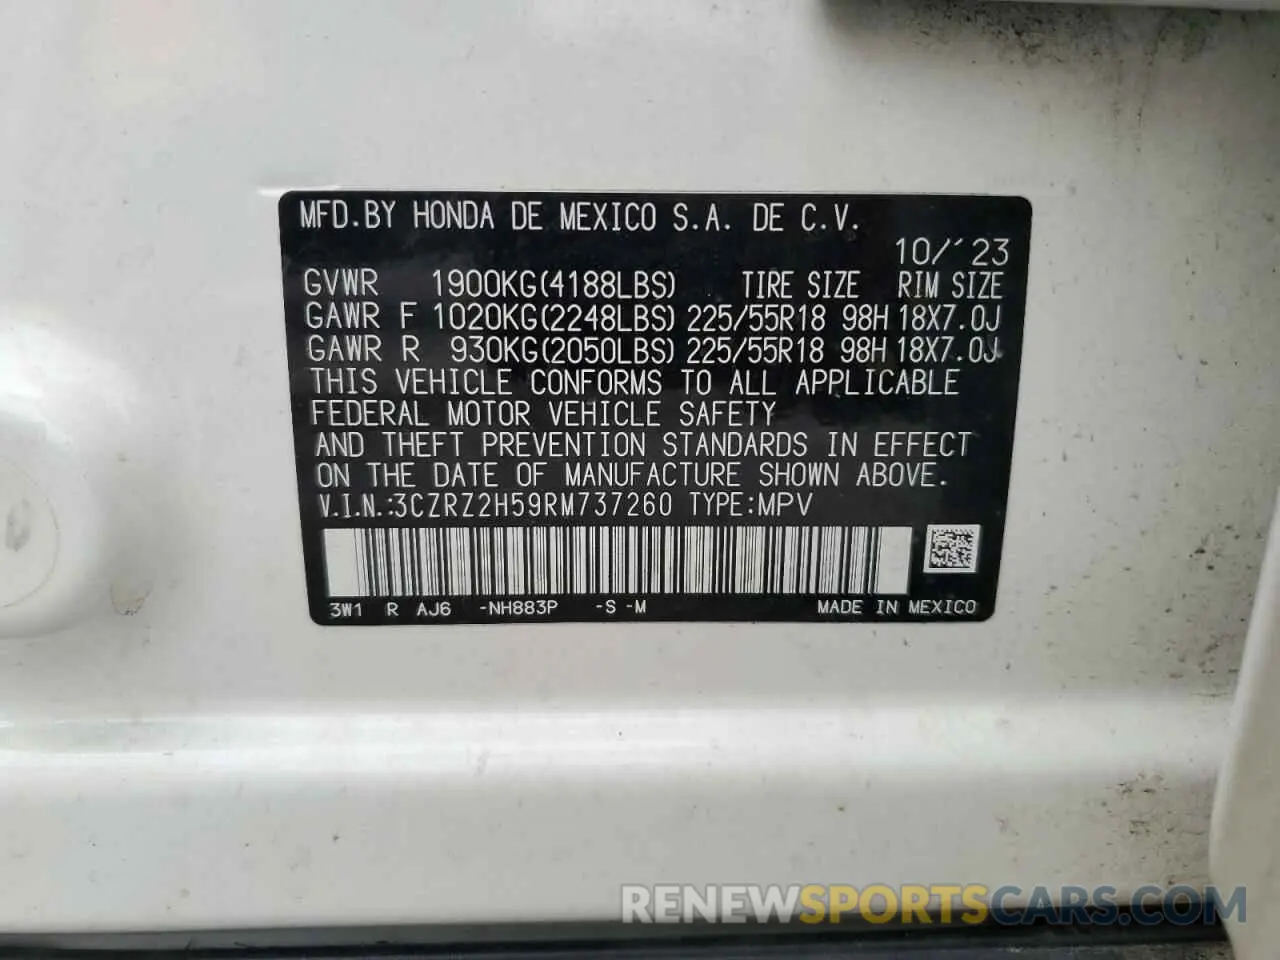 MFD.BY HONDA DE MEXICO S.A. DE C.V.
10/´23
GVWR 1900KG(4188LBS) TIRE SIZE RIM SIZE
GAWR F 1020KG(2248LBS) 225/55R18 98H 18X7.0J
GAWR R 930KG(2050LBS) 225/55R18 98H 18X7.0J
THIS VEHICLE CONFORMS TO ALL APPLICABLE
FEDERAL MOTOR VEHICLE SAFETY
AND THEFT PREVENTION STANDARDS IN EFFECT
ON THE DATE OF MANUFACTURE SHOWN ABOVE.
V.I.N.:3CZRZ2H59RM737260 TYPE:MPV
3W1 R AJ6 -NH883P -S -M MADE IN MEXICO
RENEWSPORTSCARS.COM